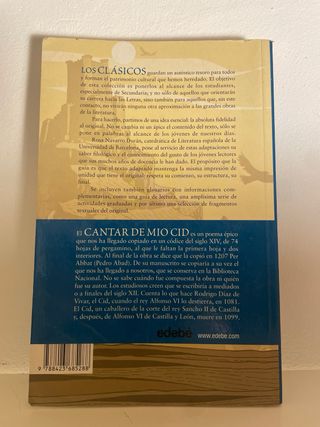 LOS CLÁSICOS guardan un auténtico tesoro para todos
y forman el patrimonio cultural que hemos heredado. El objetivo
de esta colección es ponerlos al alcance de los estudiantes,
especialmente de Secundaria; y no sólo de aquellos que orientarán
su carrera hacia las Letras, sino también para aquellos que, sin este
contacto, no vivirán ninguna otra aproximación a las grandes obras
de la literatura.
Para hacerlo, partimos de una idea esencial: la absoluta fidelidad
al original. No se cambia ni un ápice el contenido del texto, sólo se
pone en palabras al alcance de los jóvenes de nuestros días.
Rosa Navarro Durán, catedrática de Literatura española de la
Universidad de Barcelona, pone al servicio de estas adaptaciones su
saber filológico y el conocimiento del gusto de los jóvenes lectores
que sus muchos años de docencia le han dado. El propósito que la
guía es que el texto adaptado mantenga la misma impresión de
unidad que tiene el original: respeta su comienzo, su estructura, su
final.
Se incluyen también glosarios con informaciones comple-
mentarias, como una guía de lectura, una amplísima serie de
actividades graduadas y por último una selección de fragmentos
textuales del original.
El CANTAR DE MIO CID es un poema épico
que nos ha llegado copiado en un códice del siglo XIV, de 74
hojas de pergamino, al que le faltan la primera hoja y dos
interiores. Al final de la obra se dice que la copió en 1207 Per
Abbat (Pedro Abad). De su manuscrito se copiaría a su vez el
que nos ha llegado a nosotros, que se conserva en la Biblioteca
Nacional. No se sabe cuándo fue compuesta la obra ni quién
fue su autor. Los estudiosos creen que se escribiría a mediados
o a finales del siglo XII. Cuenta lo que hace Rodrigo Díaz de
Vivar, el Cid, cuando el rey Alfonso VI lo destierra, en 1081.
El Cid, un caballero de la corte del rey Sancho II de Castilla
y, después, de Alfonso VI de Castilla y León, muere en 1099.
edebé www.edebe.com
9 788423 685288